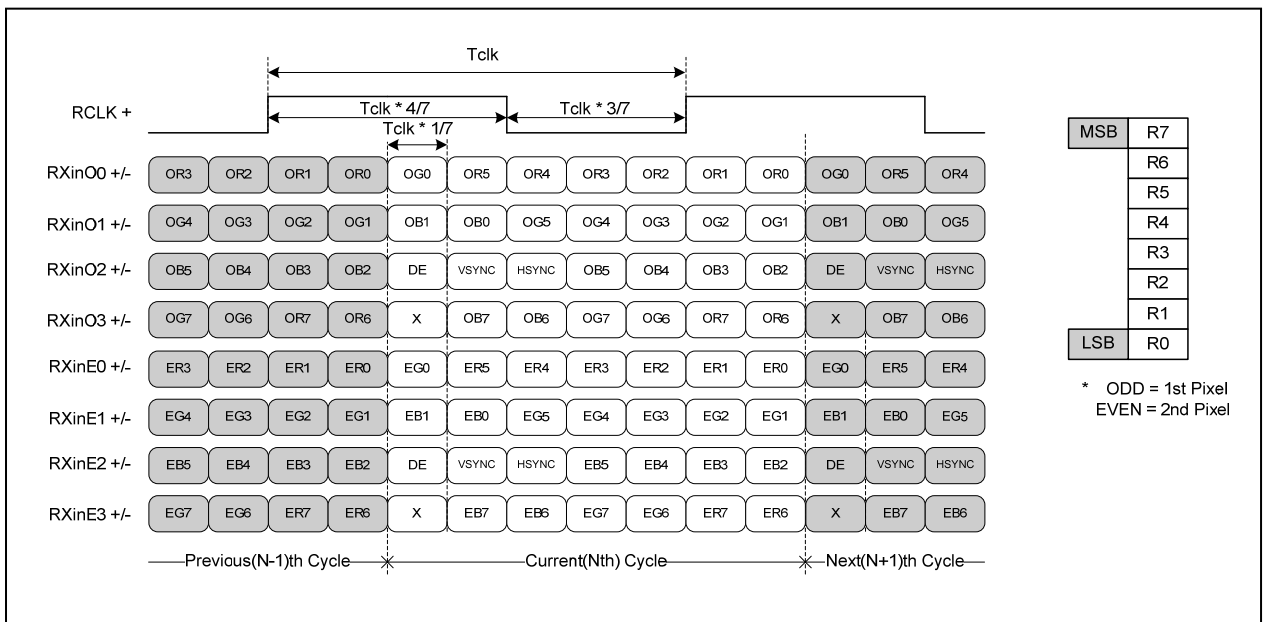 Tclk
RCLK +
Tclk * 4/7
Tclk * 3/7
Tclk * 1/7
RXinO0 +/- OR3 OR2 OR1 OR0 OG0 OR5 OR4 OR3 OR2 OR1 OR0 OG0 OR5 OR4
RXinO1 +/- OG4 OG3 OG2 OG1 OB1 OB0 OG5 OG4 OG3 OG2 OG1 OB1 OB0 OG5
RXinO2 +/- OB5 OB4 OB3 OB2 DE VSYNC HSYNC OB5 OB4 OB3 OB2 DE VSYNC HSYNC
RXinO3 +/- OG7 OG6 OR7 OR6 X OB7 OB6 OG7 OG6 OR7 OR6 X OB7 OB6
RXinE0 +/- ER3 ER2 ER1 ER0 EG0 ER5 ER4 ER3 ER2 ER1 ER0 EG0 ER5 ER4
RXinE1 +/- EG4 EG3 EG2 EG1 EB1 EB0 EG5 EG4 EG3 EG2 EG1 EB1 EB0 EG5
RXinE2 +/- EB5 EB4 EB3 EB2 DE VSYNC HSYNC EB5 EB4 EB3 EB2 DE VSYNC HSYNC
RXinE3 +/- EG7 EG6 ER7 ER6 X EB7 EB6 EG7 EG6 ER7 ER6 X EB7 EB6
Previous(N-1)th Cycle Current(Nth) Cycle Next(N+1)th Cycle
MSB R7
R6
R5
R4
R3
R2
R1
LSB R0
* ODD = 1st Pixel
EVEN = 2nd Pixel